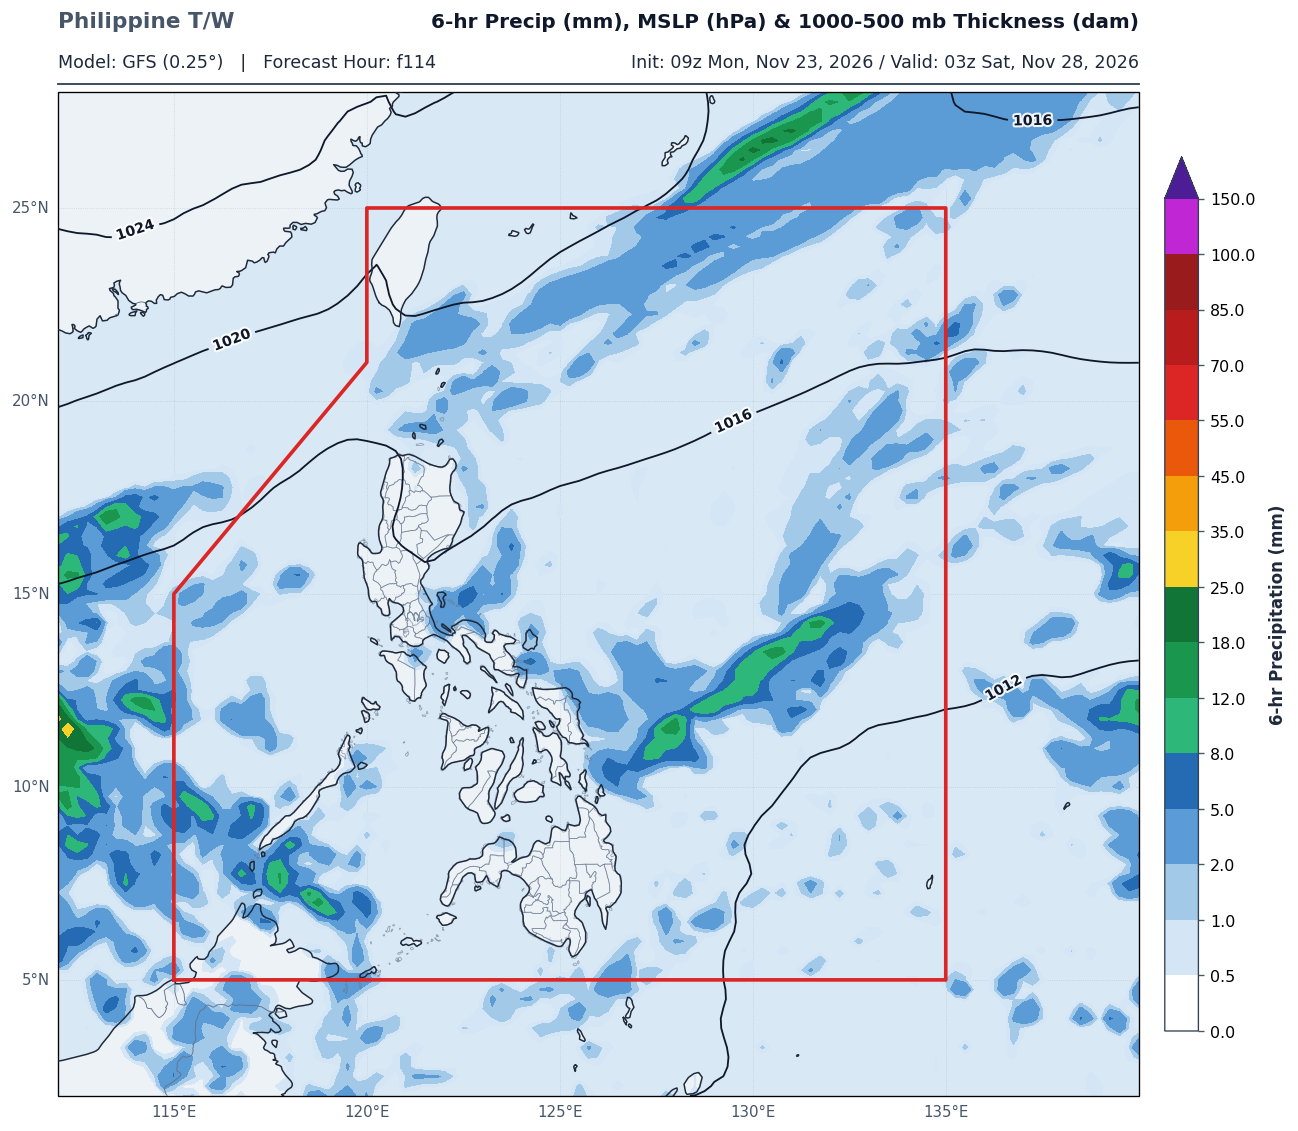 Philippine T/W
6-hr Precip (mm), MSLP (hPa) & 1000-500 mb Thickness (dam)
Model: GFS (0.25°) | Forecast Hour: f114
Init: 09z Mon, Nov 23, 2026 / Valid: 03z Sat, Nov 28, 2026
1016
1024
1020
1016
1012
25°N
20°N
15°N
10°N
5°N
115°E
120°E
125°E
130°E
135°E
150.0
100.0
85.0
70.0
55.0
45.0
35.0
25.0
18.0
12.0
8.0
5.0
2.0
1.0
0.5
0.0
6-hr Precipitation (mm)